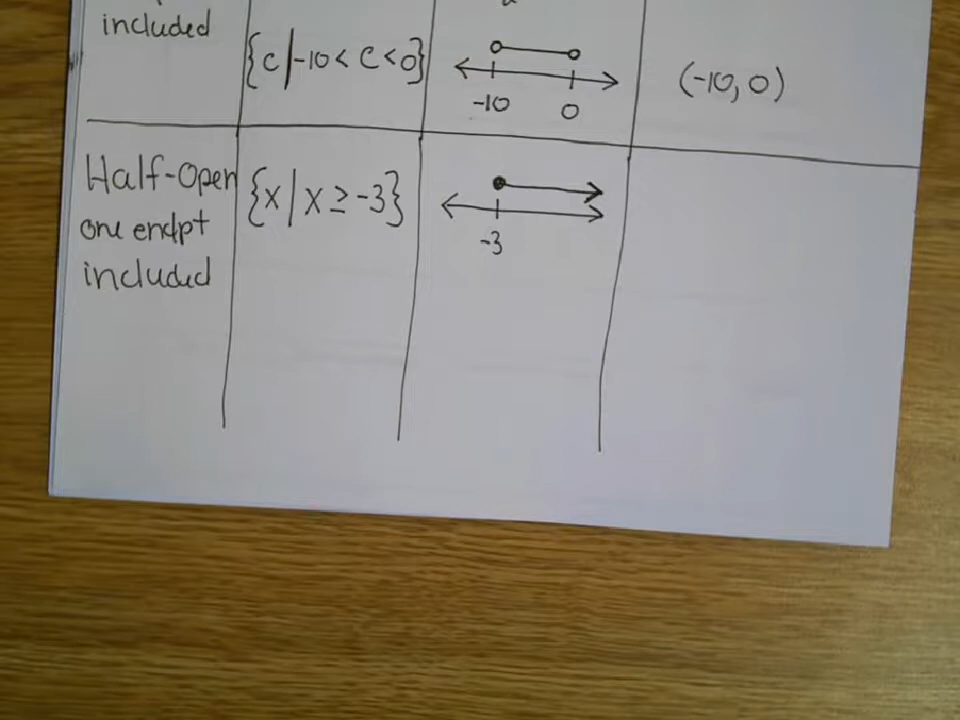 included
{c|-10 < c < 0}
-10
0
(-10, 0)
Half-Open
one endpt
included
{x|x ≥ -3}
-3